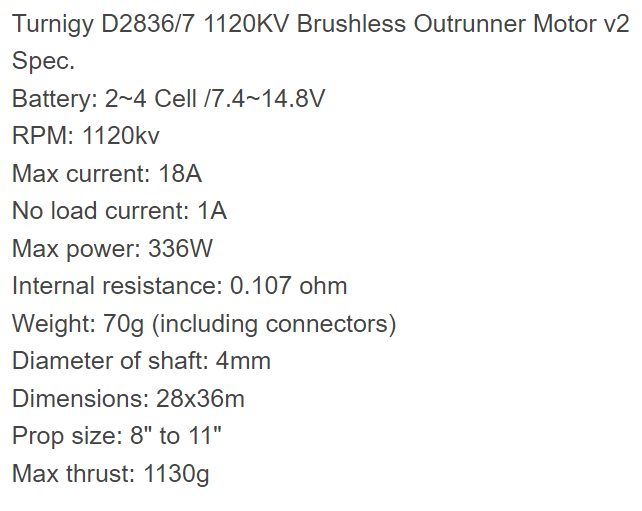 Turnigy D2836/7 1120KV Brushless Outrunner Motor v2
Spec.
Battery: 2~4 Cell /7.4~14.8V
RPM: 1120kv
Max current: 18A
No load current: 1A
Max power: 336W
Internal resistance: 0.107 ohm
Weight: 70g (including connectors)
Diameter of shaft: 4mm
Dimensions: 28x36m
Prop size: 8" to 11"
Max thrust: 1130g